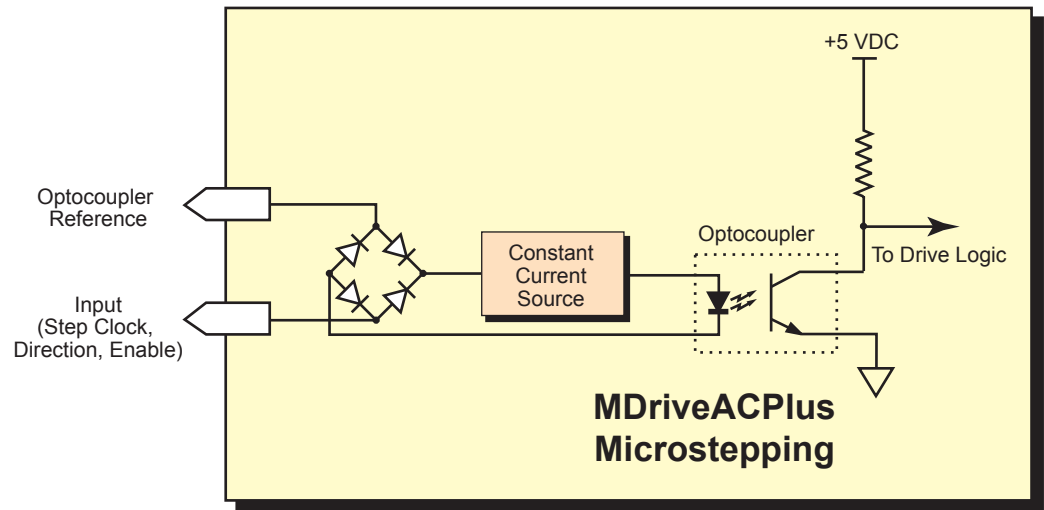 +5 VDC
Optocoupler
Reference
Optocoupler
To Drive Logic
Constant
Current
Source
Input
(Step Clock,
Direction, Enable)
MDriveACPlus
Microstepping